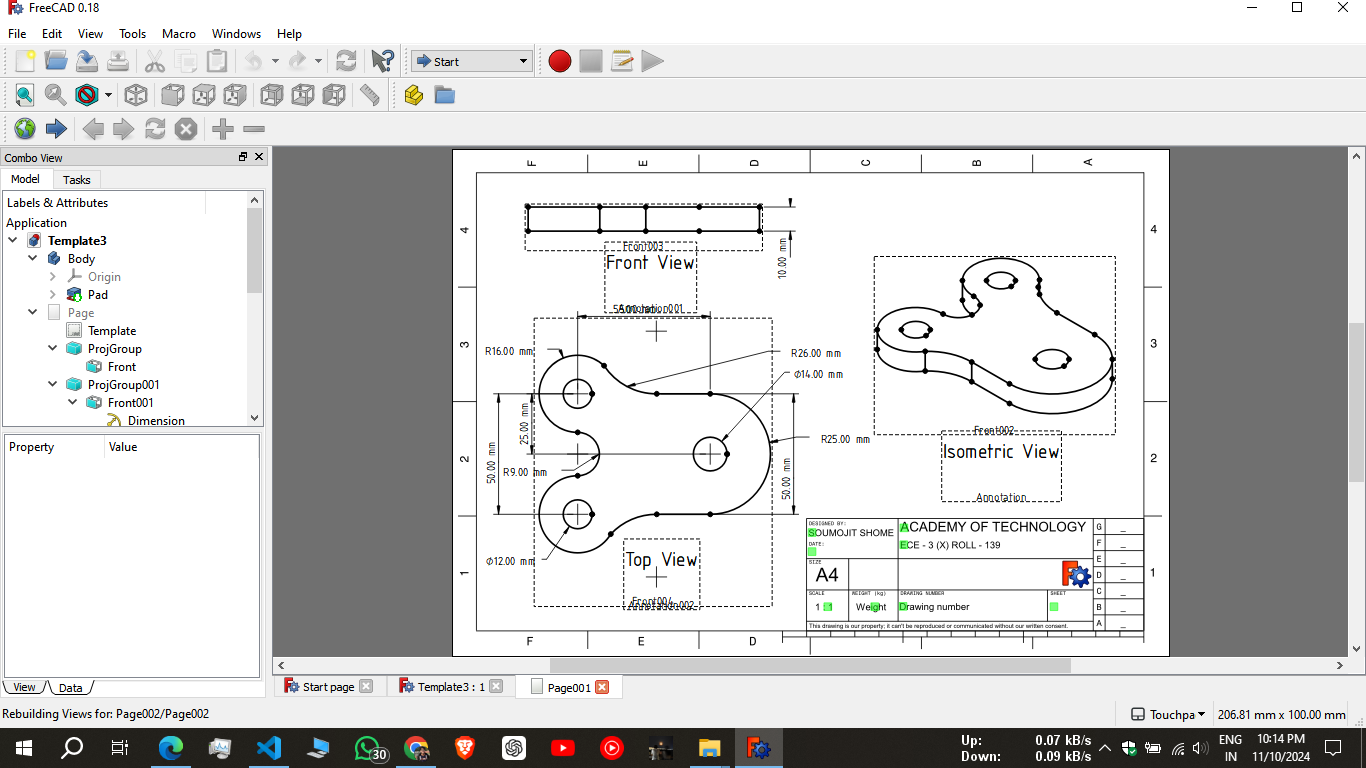 FreeCAD 0.18
File Edit View Tools Macro Windows Help
Start
Combo View
Model Tasks
Labels & Attributes
Application
Template3
Body
Origin
Pad
Page
Template
ProjGroup
Front
ProjGroup001
Front001
Dimension
Property Value
View Data
F E D C B A
4 4
3 3
2 2
1 1
F E D
10.00 mm
Front003
Front View
Annotation001
R16.00 mm
R26.00 mm
Ø14.00 mm
25.00 mm
50.00 mm
R9.00 mm
R25.00 mm
50.00 mm
Ø12.00 mm
Top View
Front004
Annotation002
Front002
Isometric View
Annotation
DESIGNED BY:
SOUMOJIT SHOME
DATE:
ACADEMY OF TECHNOLOGY
ECE - 3 (X) ROLL - 139
SIZE
A4
SCALE WEIGHT (kg) DRAWING NUMBER SHEET
1 : 1 Weight Drawing number
This drawing is our property; it can't be reproduced or communicated without our written consent.
G _
F _
E _
D _
C _
B _
A _
Start page Template3 : 1 Page001
Rebuilding Views for: Page002/Page002
Touchpa 206.81 mm x 100.00 mm
30
Up: 0.07 kB/s
Down: 0.09 kB/s
ENG
IN
10:14 PM
11/10/2024